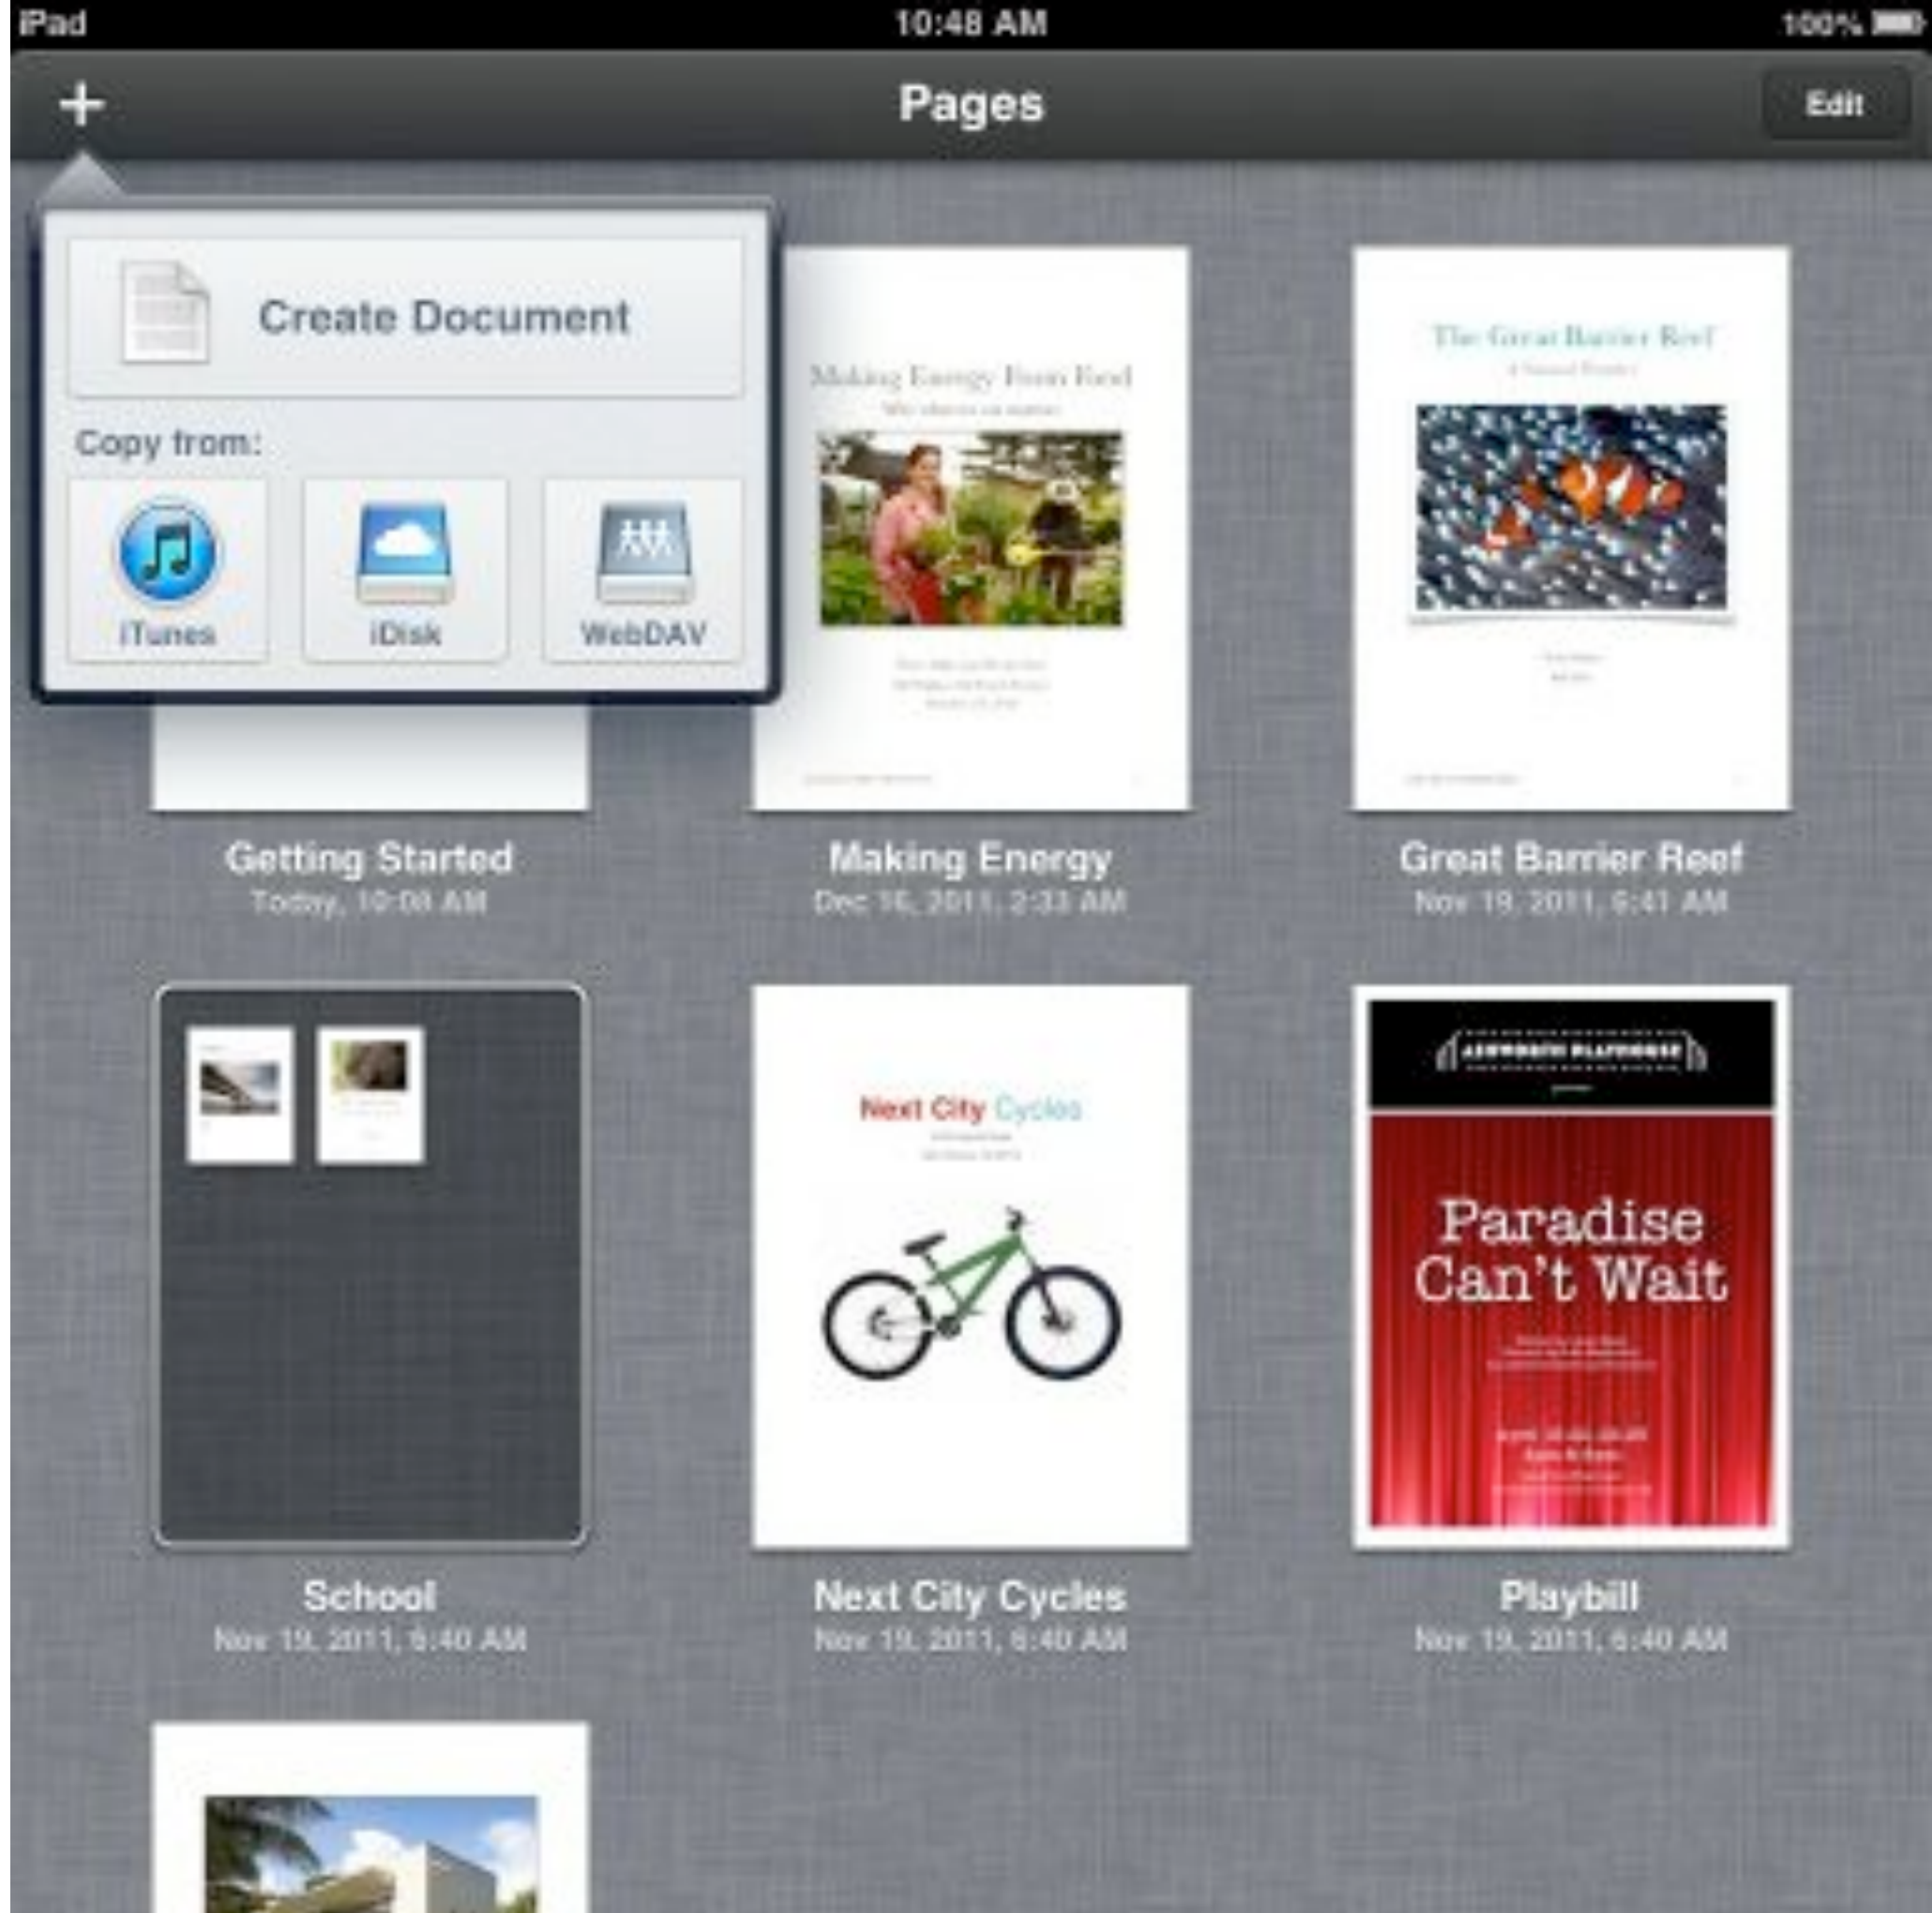 iPad
10:48 AM
100%
Pages
Edit
Create Document
Copy from:
iTunes
iDisk
WebDAV
Making Energy From Food
The Great Barrier Reef
Getting Started
Today, 10:08 AM
Making Energy
Dec 16, 2011, 2:33 AM
Great Barrier Reef
Nov 19, 2011, 6:41 AM
Next City Cycles
ASHWORTH PLAYHOUSE
Paradise
Can't Wait
School
Nov 19, 2011, 6:40 AM
Next City Cycles
Nov 19, 2011, 6:40 AM
Playbill
Nov 19, 2011, 6:40 AM